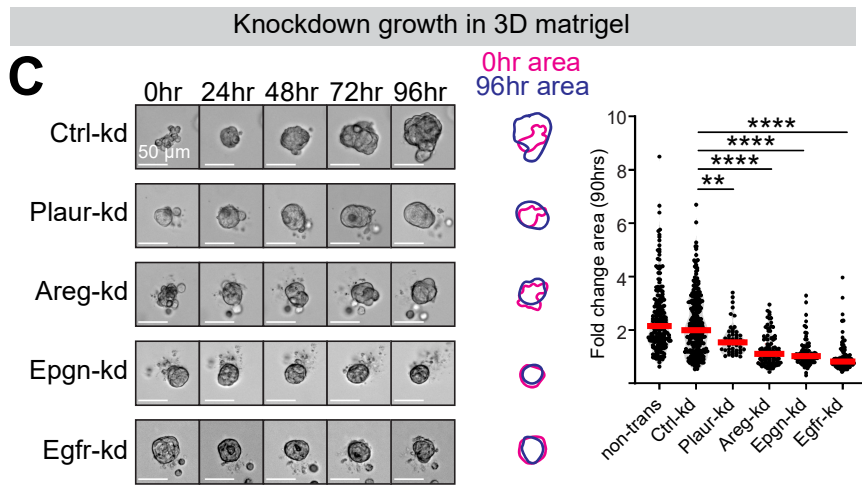 Knockdown growth in 3D matrigel
C
0hr 24hr 48hr 72hr 96hr
0hr area
96hr area
Ctrl-kd
50 µm
Plaur-kd
Areg-kd
Epgn-kd
Egfr-kd
Fold change area (90hrs)
10
8
6
4
2
****
****
****
**
non-trans
Ctrl-kd
Plaur-kd
Areg-kd
Epgn-kd
Egfr-kd